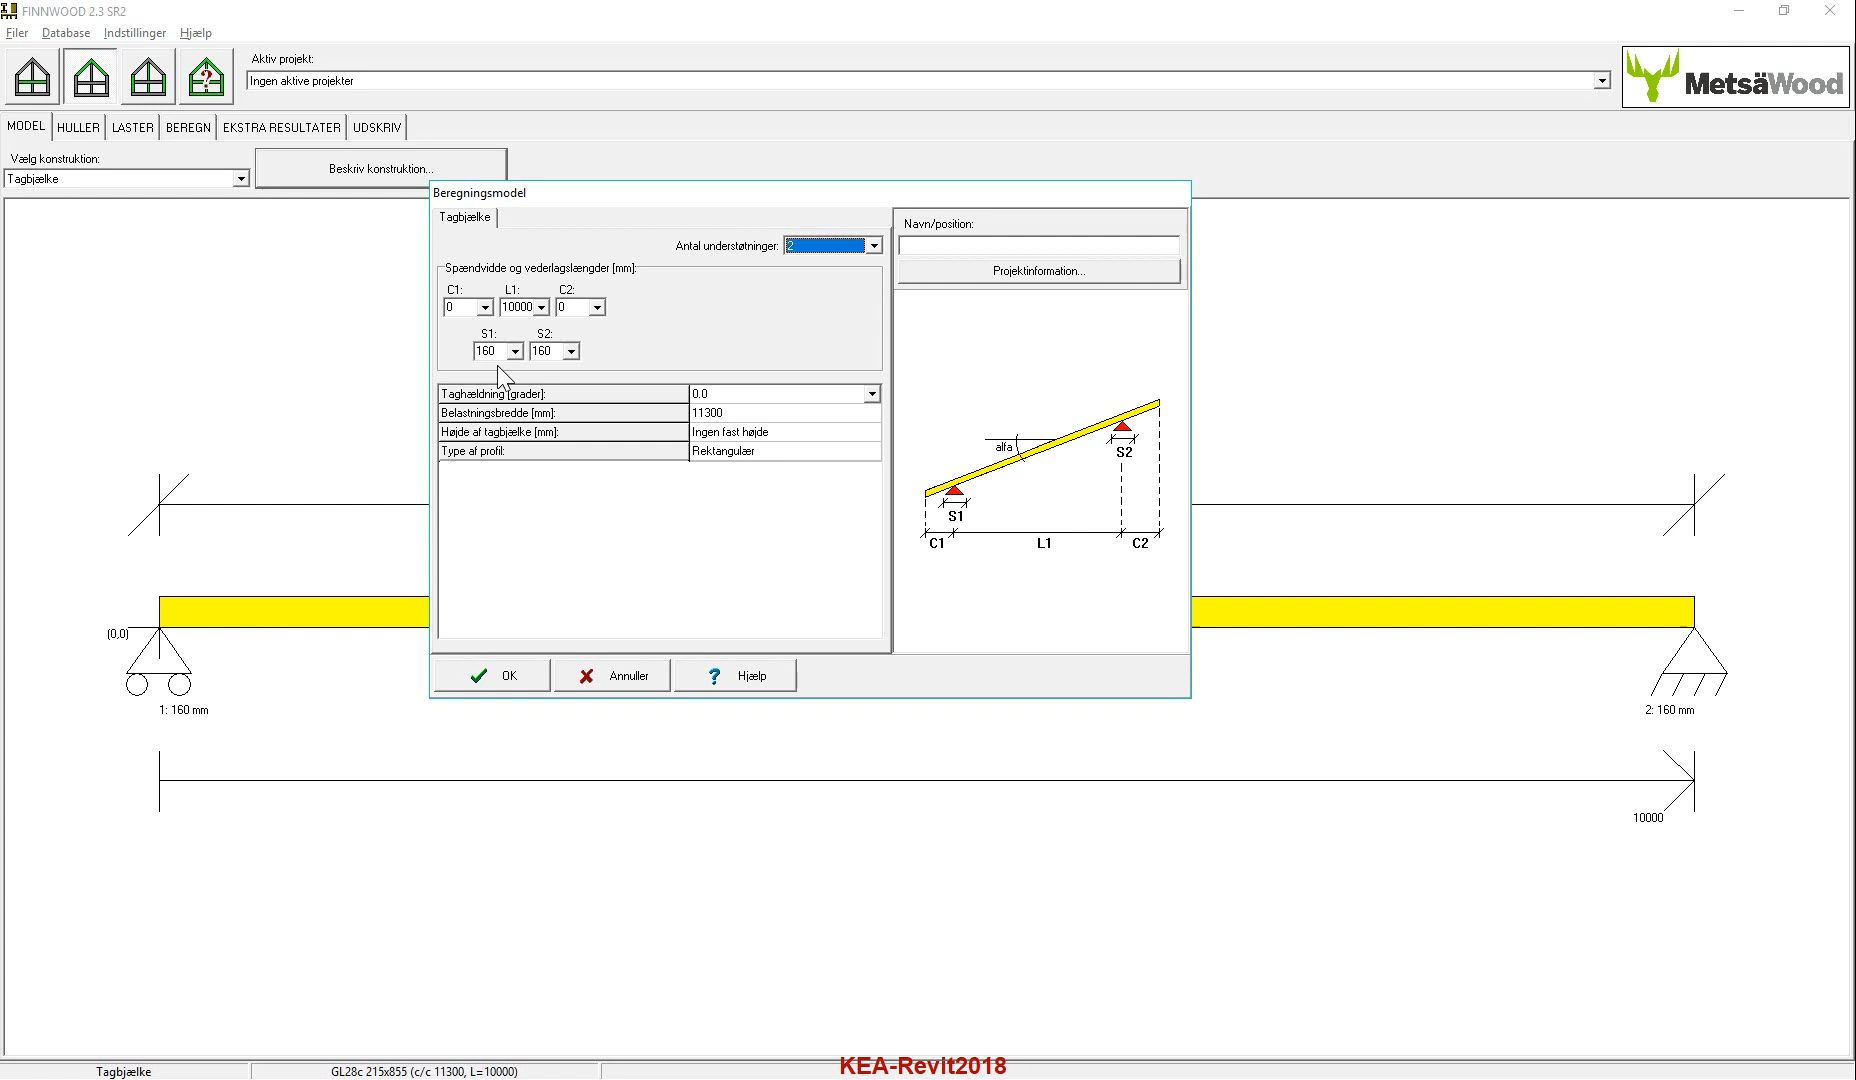 FINNWOOD 2.3 SR2
Filer Database Indstillinger Hjælp
Aktiv projekt:
Ingen aktive projekter
MetsäWood
MODEL HULLER LASTER BEREGN EKSTRA RESULTATER UDSKRIV
Vælg konstruktion:
Tagbjælke
Beskriv konstruktion...
Beregningsmodel
Tagbjælke
Antal understøtninger: 2
Spændvidde og vederlagslængder [mm]:
C1: L1: C2:
0 10000 0
S1: S2:
160 160
Taghældning [grader]: 0.0
Belastningsbredde [mm]: 11300
Højde af tagbjælke [mm]: Ingen fast højde
Type af profil: Rektangulær
Navn/position:
Projektinformation...
alfa
S2
S1
C1 L1 C2
OK Annuller Hjælp
(0,0)
1: 160 mm
2: 160 mm
10000
Tagbjælke GL28c 215x855 (c/c 11300, L=10000)
KEA-Revit2018